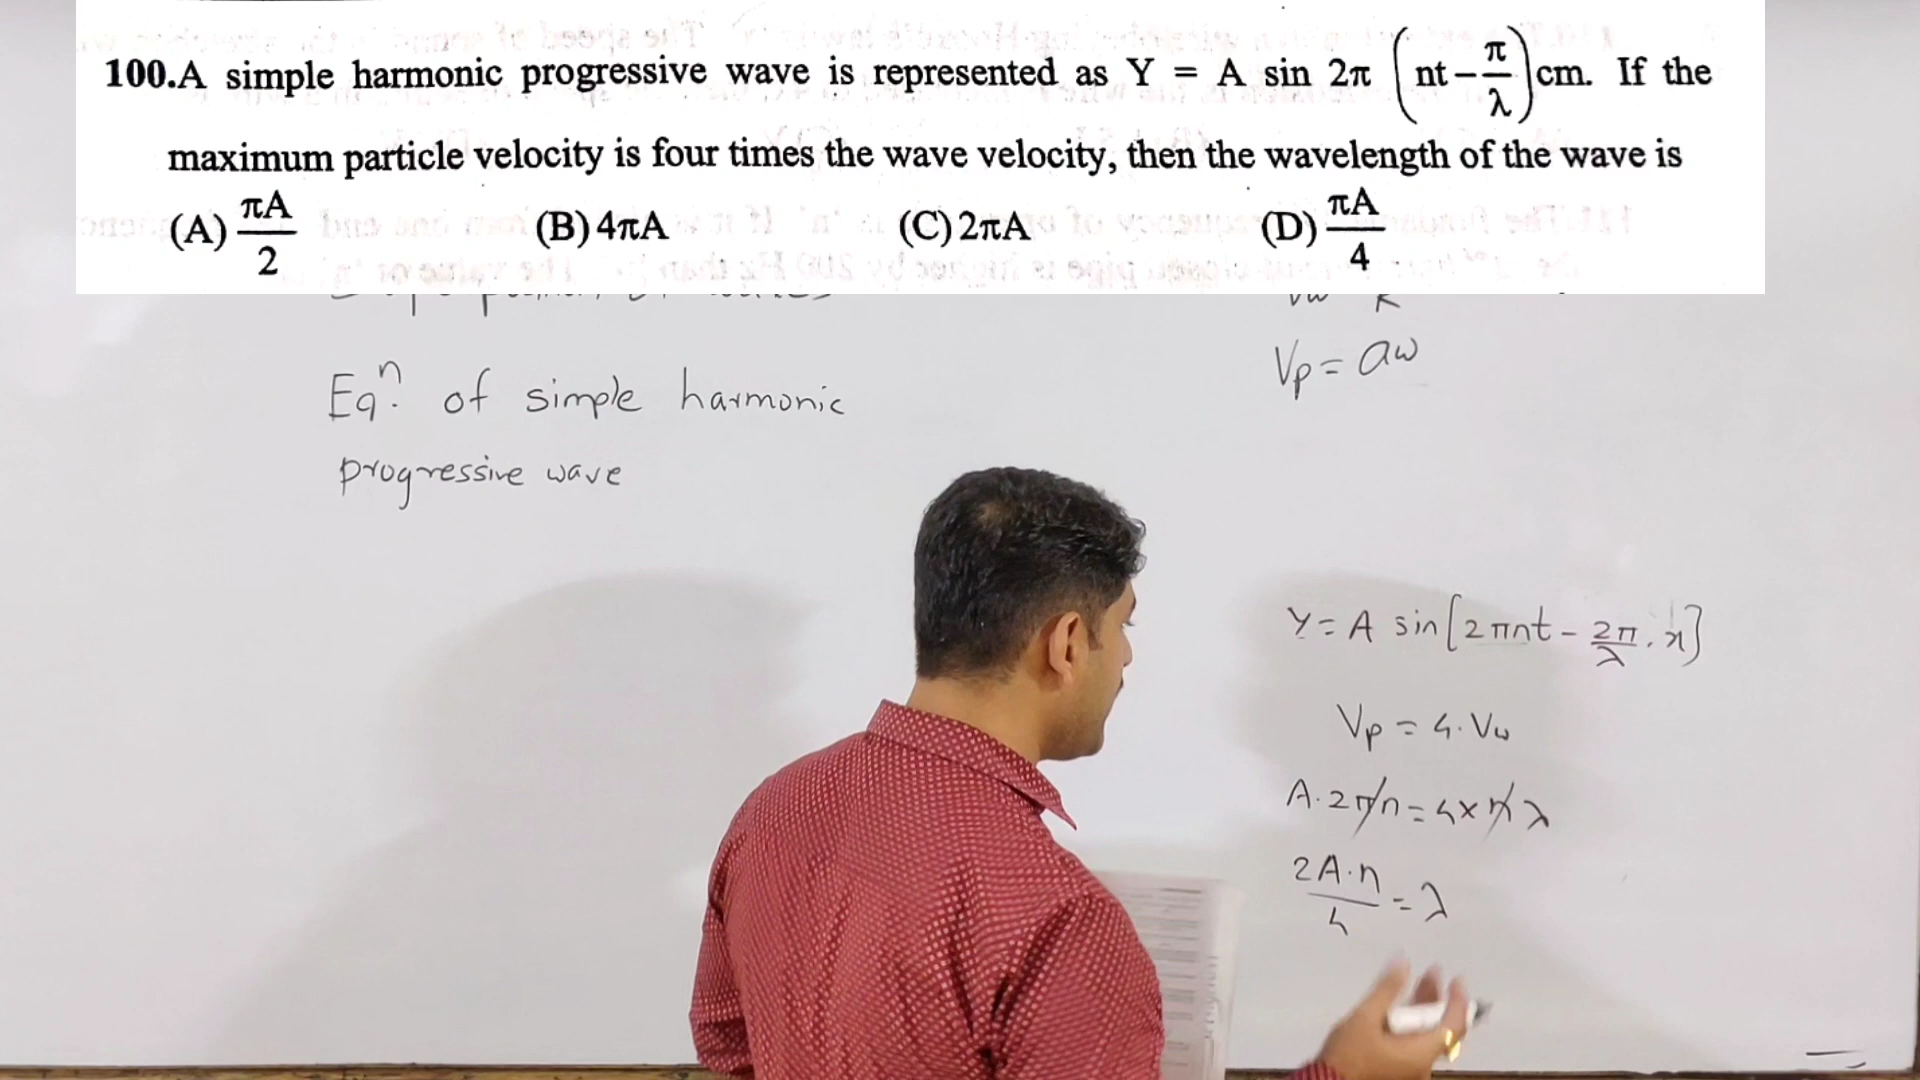 100.A simple harmonic progressive wave is represented as Y = A sin 2π (nt − π/λ) cm. If the
maximum particle velocity is four times the wave velocity, then the wavelength of the wave is
(A) πA/2 (B) 4πA (C) 2πA (D) πA/4
Vp = aω
Eqn. of simple harmonic
progressive wave
Y = A sin [2πnt − 2π/λ . x]
Vp = 4. Vw
A. 2πn = 4 × n λ
2A.n/4 = λ